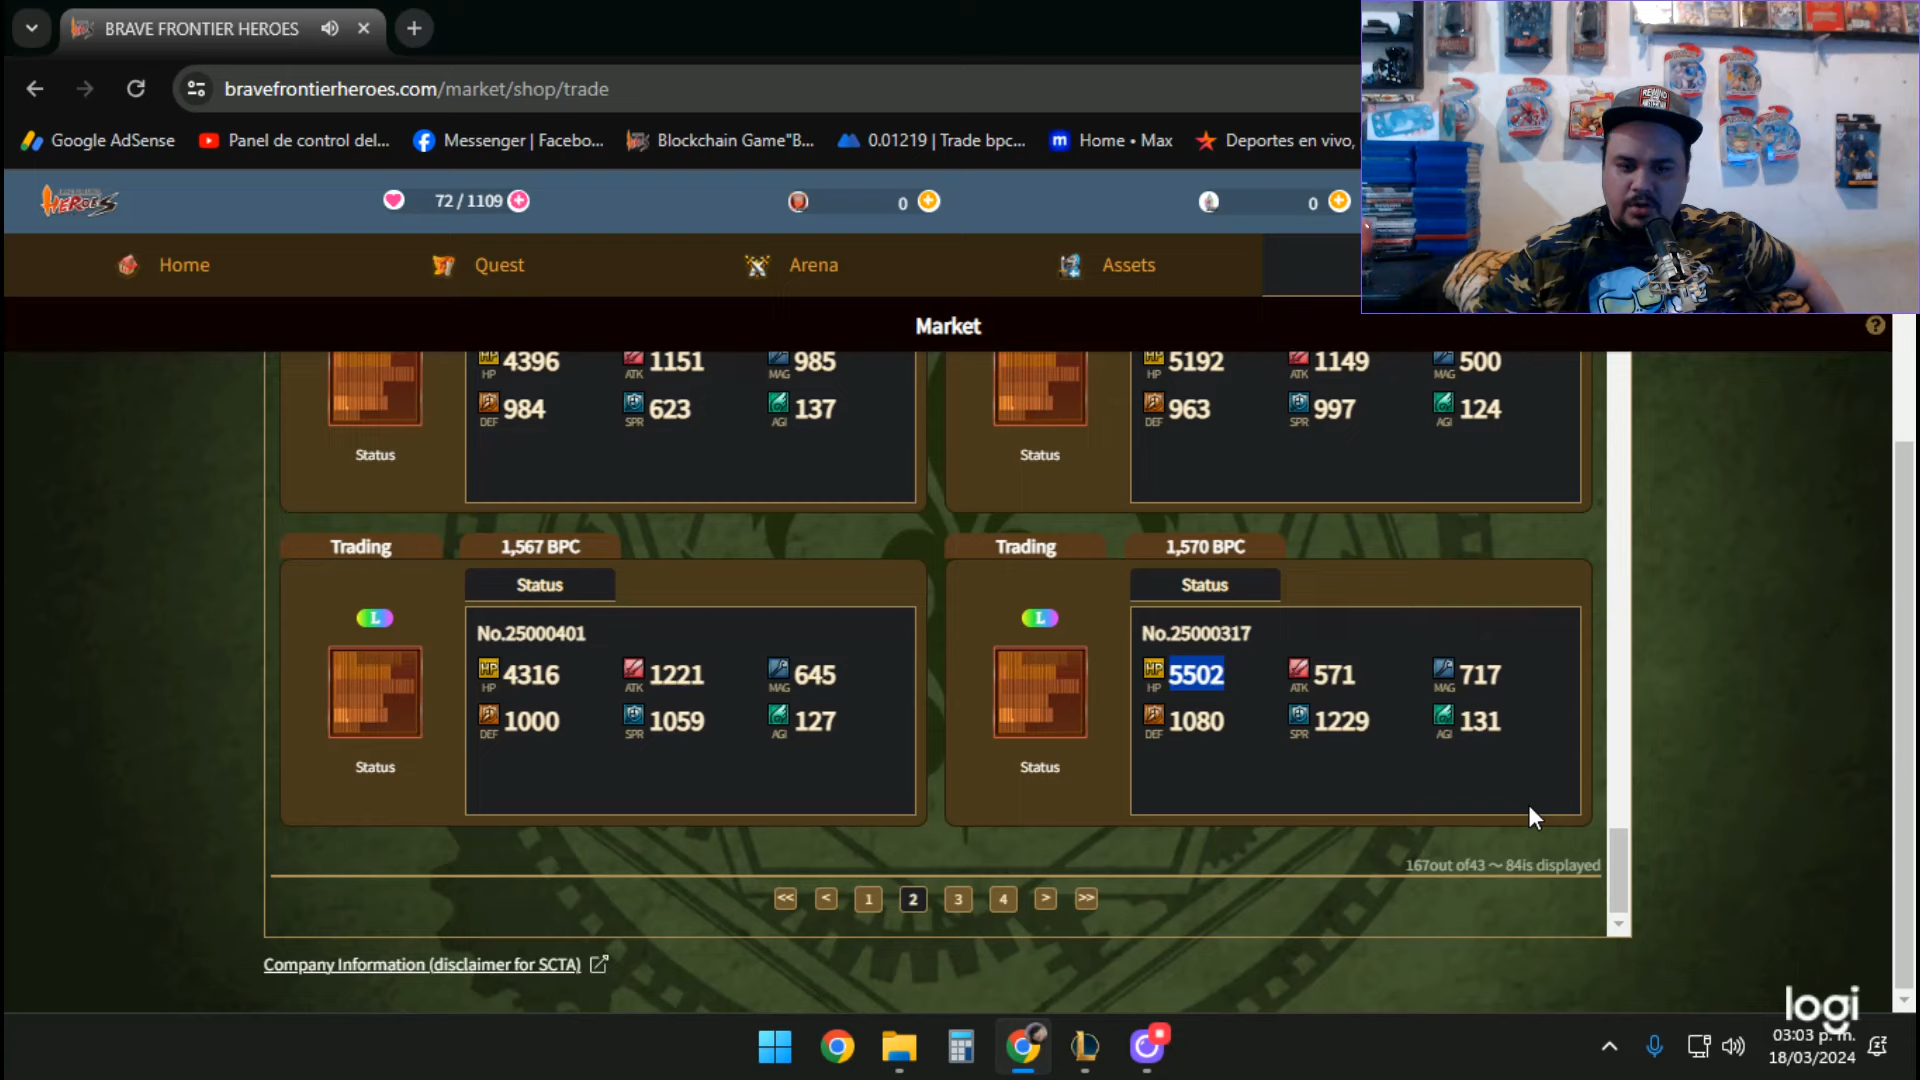 BRAVE FRONTIER HEROES
bravefrontierheroes.com/market/shop/trade
Google AdSense
Panel de control del...
Messenger | Facebo...
Blockchain Game"B...
0.01219 | Trade bpc...
m
Home • Max
Deportes en vivo,
HEROES
72 / 1109
0
0
Home
Quest
Arena
Assets
Market
?
HP 4396
ATK 1151
MAG 985
DEF 984
SPR 623
AGI 137
Status
HP 5192
ATK 1149
MAG 500
DEF 963
SPR 997
AGI 124
Status
Trading
1,567 BPC
Status
L
No.25000401
HP 4316
ATK 1221
MAG 645
DEF 1000
SPR 1059
AGI 127
Status
Trading
1,570 BPC
Status
L
No.25000317
HP 5502
ATK 571
MAG 717
DEF 1080
SPR 1229
AGI 131
Status
167out of43 ~ 84is displayed
<< < 1 2 3 4 > >>
Company Information (disclaimer for SCTA)
logi
03:03 p. m.
18/03/2024